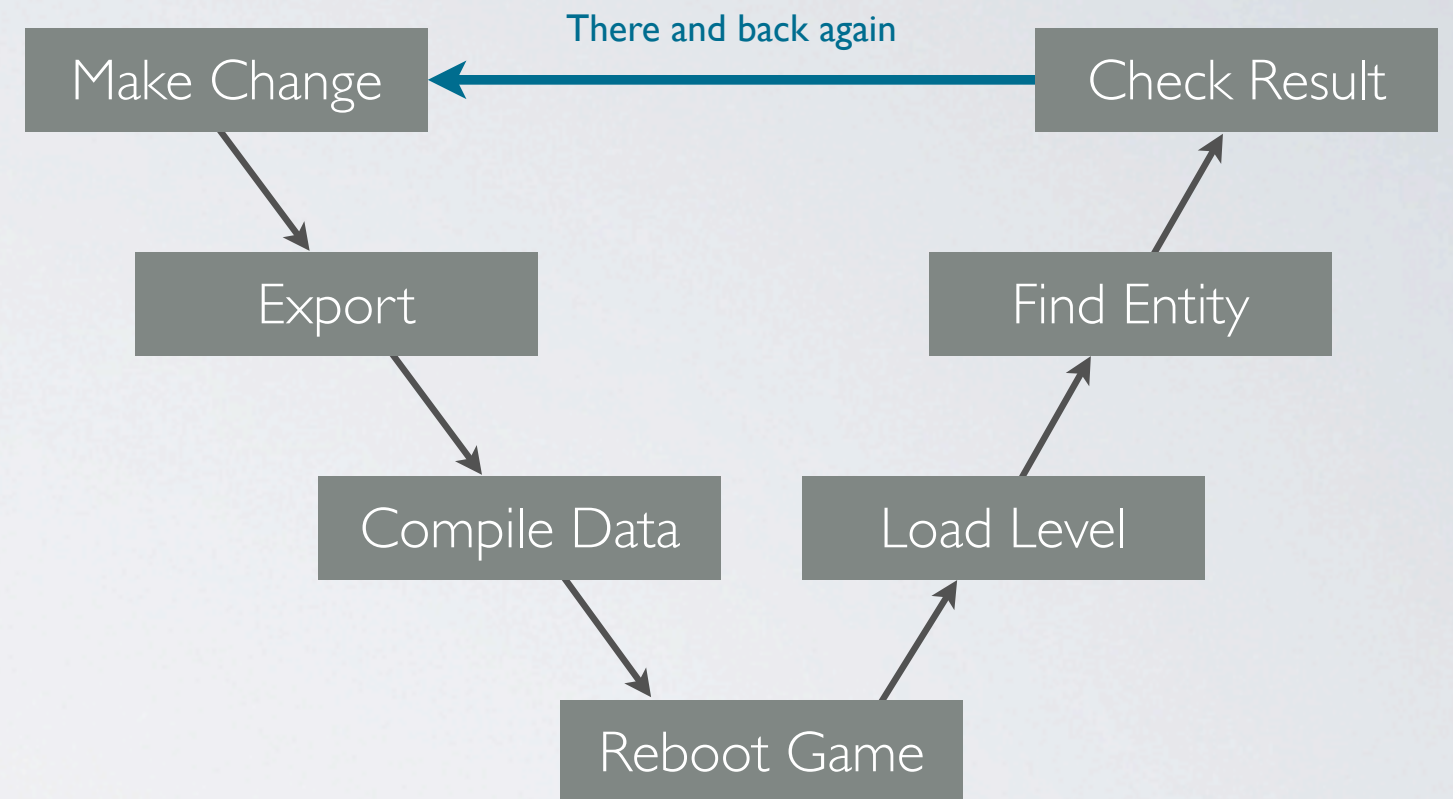 There and back again
Make Change
Check Result
Export
Find Entity
Compile Data
Load Level
Reboot Game